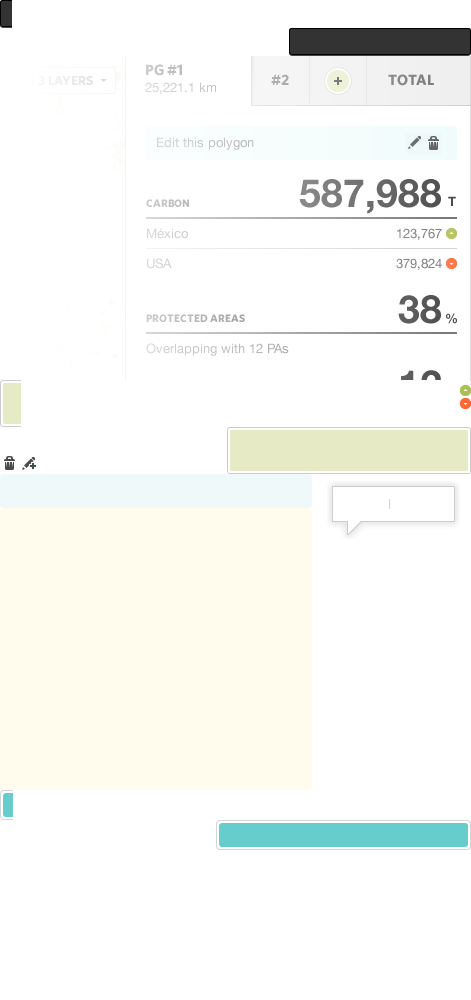 3 LAYERS
PG #1
25,221.1 km
#2
TOTAL
Edit this polygon
CARBON 587,988 T
México 123,767
USA 379,824
PROTECTED AREAS 38 %
Overlapping with 12 PAs